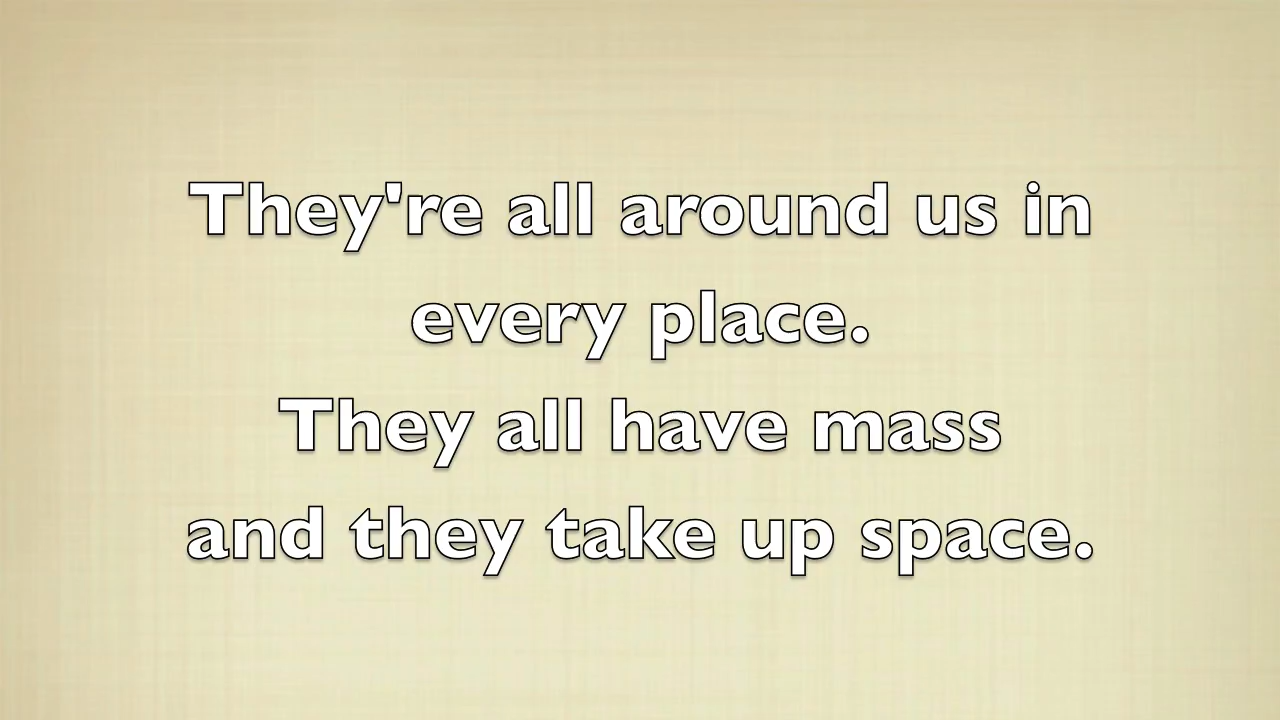 They're all around us in
every place.
They all have mass
and they take up space.